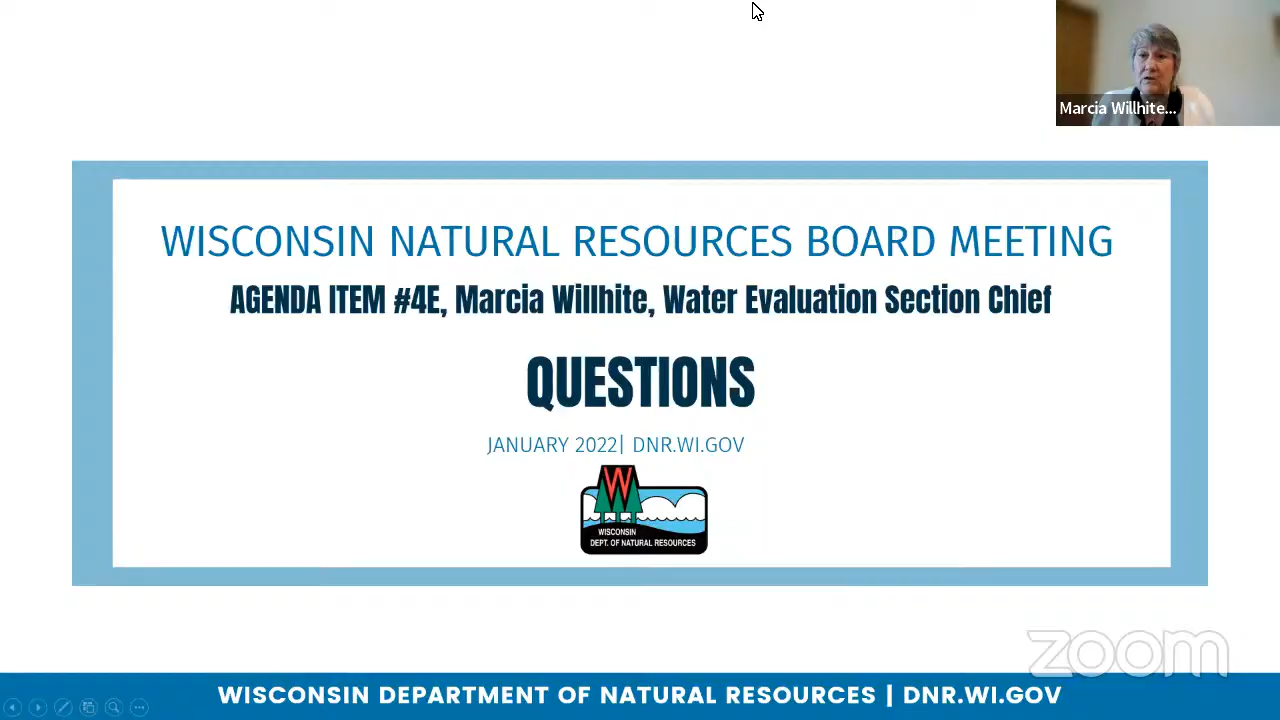 Marcia Willhite...
WISCONSIN NATURAL RESOURCES BOARD MEETING
AGENDA ITEM #4E, Marcia Willhite, Water Evaluation Section Chief
QUESTIONS
JANUARY 2022| DNR.WI.GOV
W
WISCONSIN
DEPT. OF NATURAL RESOURCES
zoom
WISCONSIN DEPARTMENT OF NATURAL RESOURCES | DNR.WI.GOV